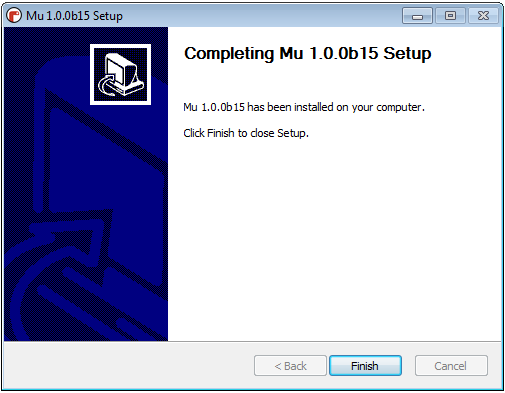 Mu 1.0.0b15 Setup
Completing Mu 1.0.0b15 Setup
Mu 1.0.0b15 has been installed on your computer.
Click Finish to close Setup.
< Back
Finish
Cancel